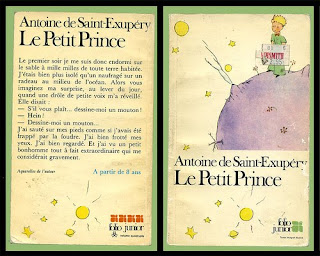 Antoine de Saint-Exupéry
Le Petit Prince
Le premier soir je me suis donc endormi sur
le sable à mille milles de toute terre habitée.
J'étais bien plus isolé qu'un naufragé sur un
radeau au milieu de l'océan. Alors vous
imaginez ma surprise, au lever du jour,
quand une drôle de petite voix m'a réveillé.
Elle disait :
— S'il vous plaît... dessine-moi un mouton !
— Hein !
— Dessine-moi un mouton...
J'ai sauté sur mes pieds comme si j'avais été
frappé par la foudre. J'ai bien frotté mes
yeux. J'ai bien regardé. Et j'ai vu un petit
bonhomme tout à fait extraordinaire qui me
considérait gravement.
Aquarelles de l'auteur
A partir de 8 ans
folio
junior
Antoine de Saint-Exupéry
Le Petit Prince
folio
junior